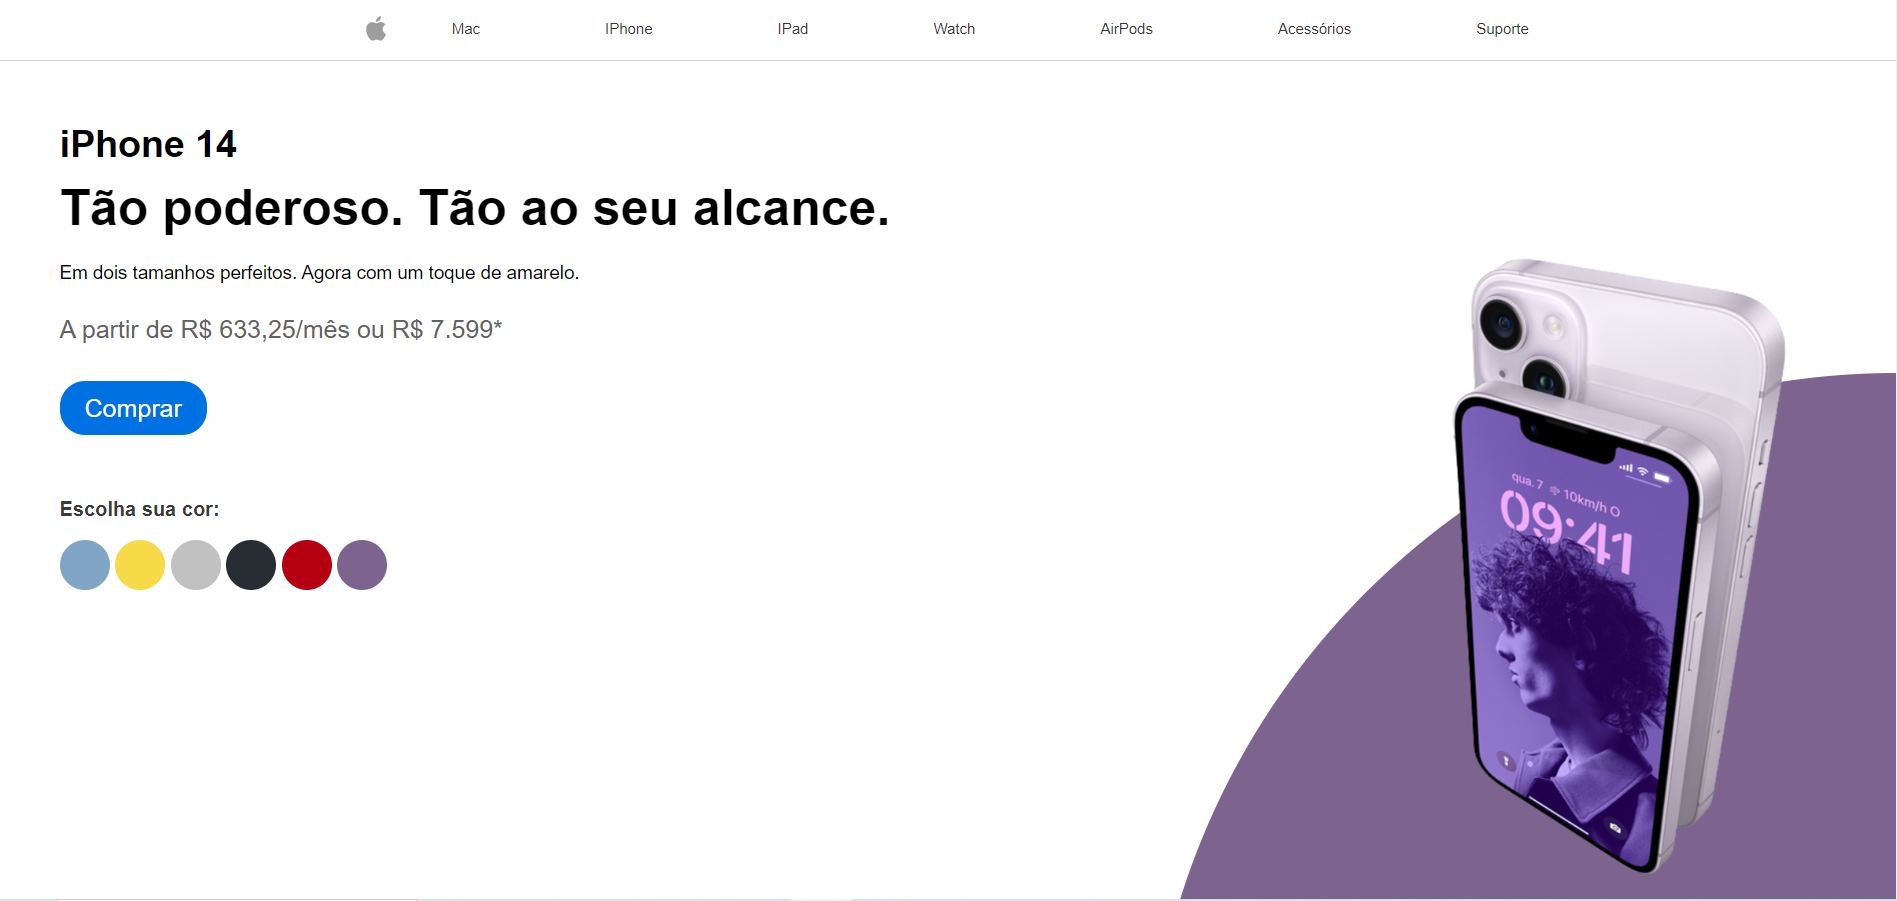 Mac IPhone IPad Watch AirPods Acessórios Suporte
iPhone 14
Tão poderoso. Tão ao seu alcance.
Em dois tamanhos perfeitos. Agora com um toque de amarelo.
A partir de R$ 633,25/mês ou R$ 7.599*
Comprar
Escolha sua cor:
qua. 7 10km/h O
09:41